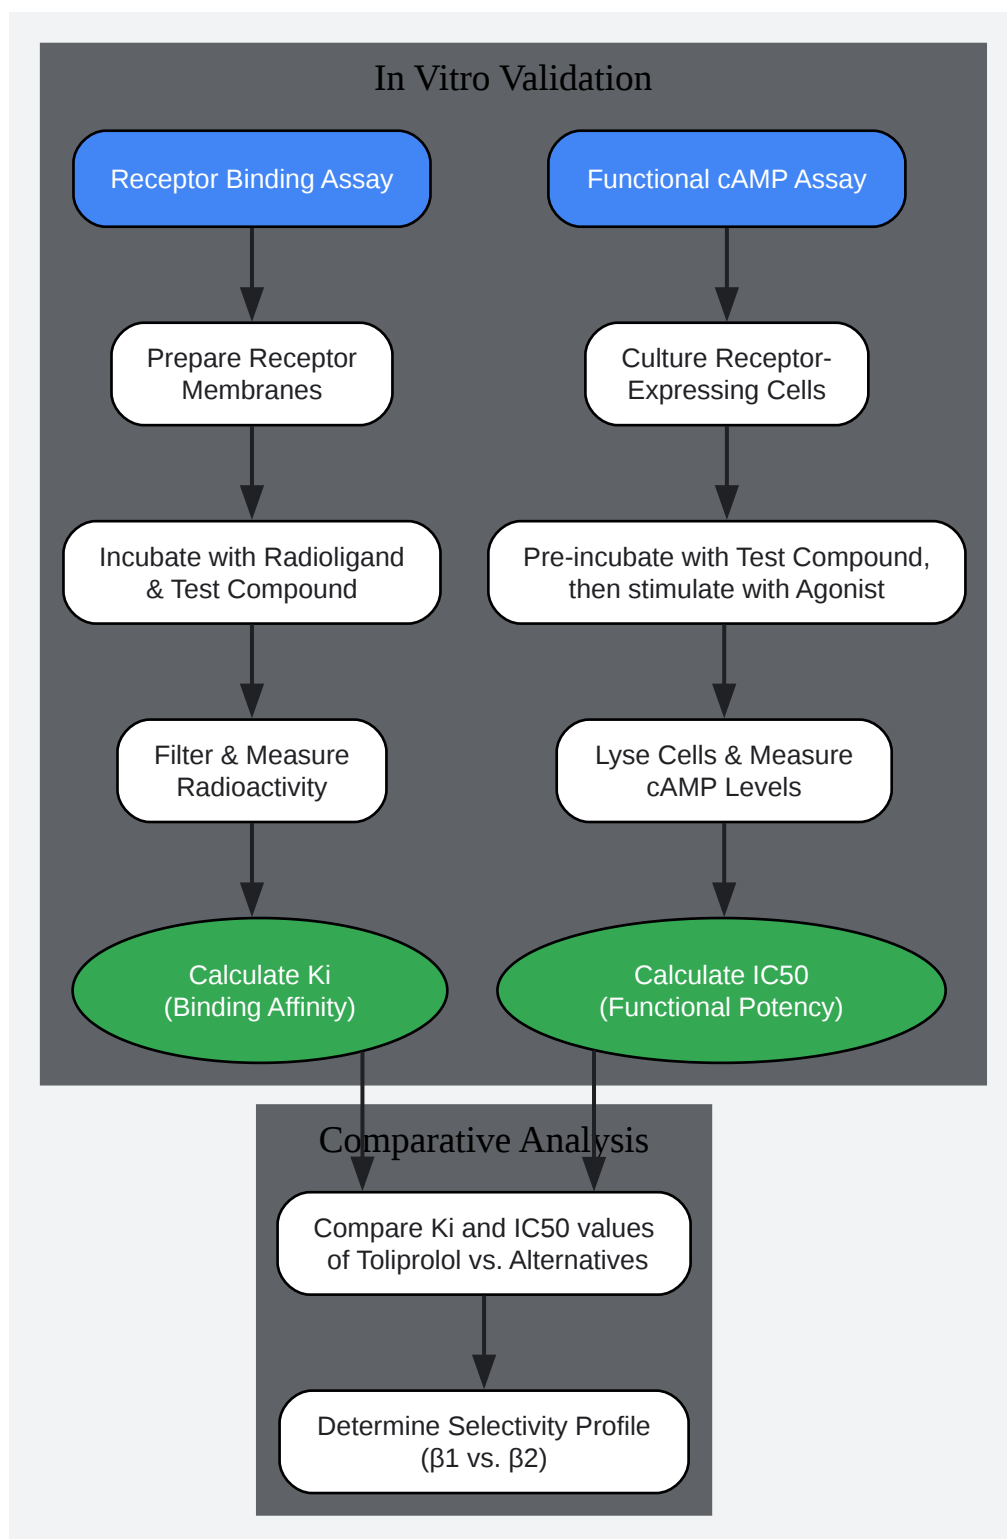 In Vitro Validation
Receptor Binding Assay
Functional cAMP Assay
Prepare Receptor
Membranes
Culture Receptor-
Expressing Cells
Incubate with Radioligand
& Test Compound
Pre-incubate with Test Compound,
then stimulate with Agonist
Filter & Measure
Radioactivity
Lyse Cells & Measure
cAMP Levels
Calculate Ki
(Binding Affinity)
Calculate IC50
(Functional Potency)
Comparative Analysis
Compare Ki and IC50 values
of Toliprolol vs. Alternatives
Determine Selectivity Profile
(β1 vs. β2)